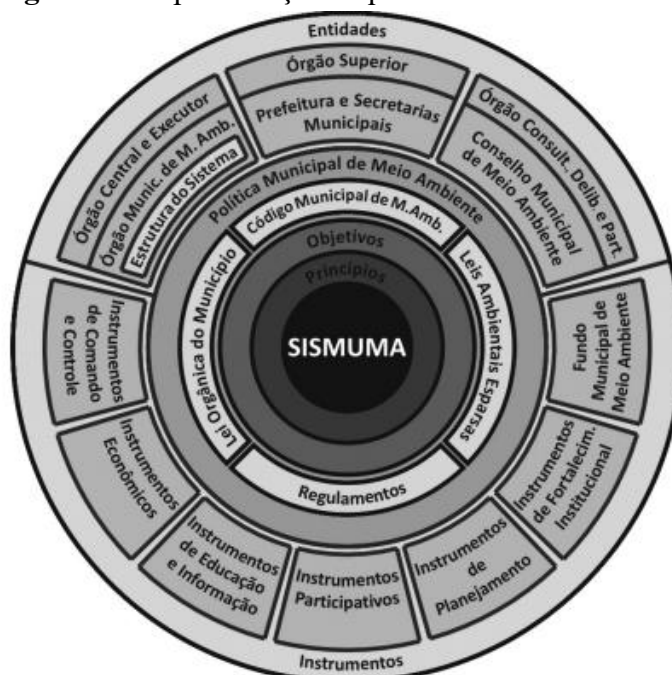 Entidades
Órgão Superior
Prefeitura e Secretarias
Municipais
Órgão Central e Executor
Órgão Munic. de M. Amb.
Estrutura do Sistema
Órgão Consult., Delib. e Part.
Conselho Municipal
de Meio Ambiente
Política Municipal de Meio Ambiente
Código Municipal de M.Amb.
Lei Orgânica do Município
Leis Ambientais Esparsas
Regulamentos
Objetivos
Princípios
SISMUMA
Instrumentos
de Comando
e Controle
Fundo
Municipal de
Meio Ambiente
Instrumentos
Econômicos
Instrumentos
de Fortalecim.
Institucional
Instrumentos
de Educação
e Informação
Instrumentos
Participativos
Instrumentos
de
Planejamento
Instrumentos